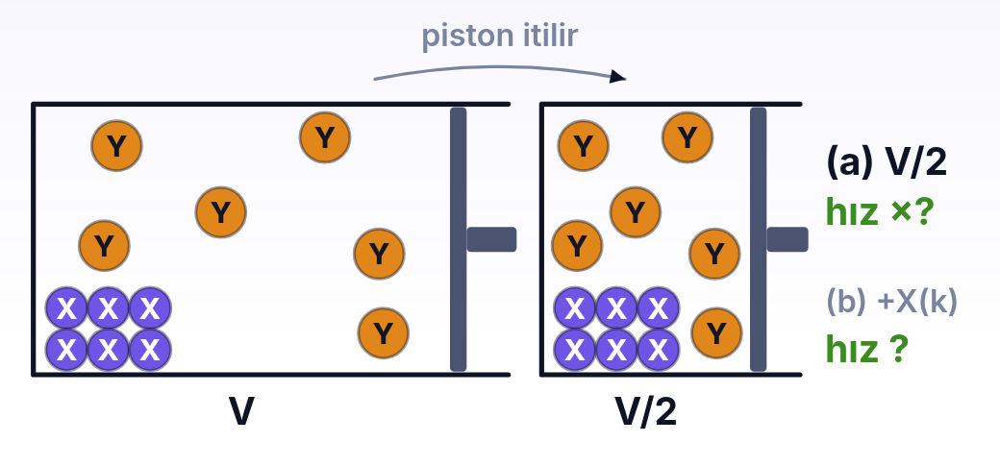 piston itilir
Y Y
Y
Y Y
X X X
X X X Y
V
Y Y
Y
Y Y
X X X
X X X Y
V/2
(a) V/2
hız ×?
(b) +X(k)
hız ?